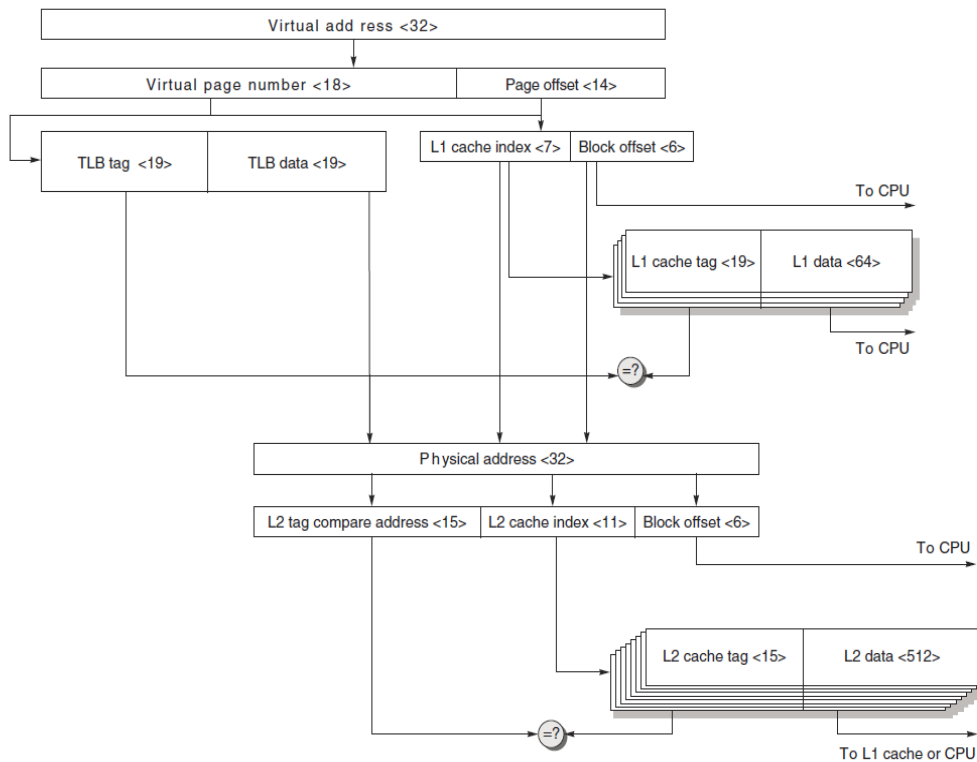 Virtual add ress <32>
Virtual page number <18>
Page offset <14>
TLB tag <19>
TLB data <19>
L1 cache index <7>
Block offset <6>
To CPU
L1 cache tag <19>
L1 data <64>
To CPU
=?
Physical address <32>
L2 tag compare address <15>
L2 cache index <11>
Block offset <6>
To CPU
L2 cache tag <15>
L2 data <512>
=?
To L1 cache or CPU